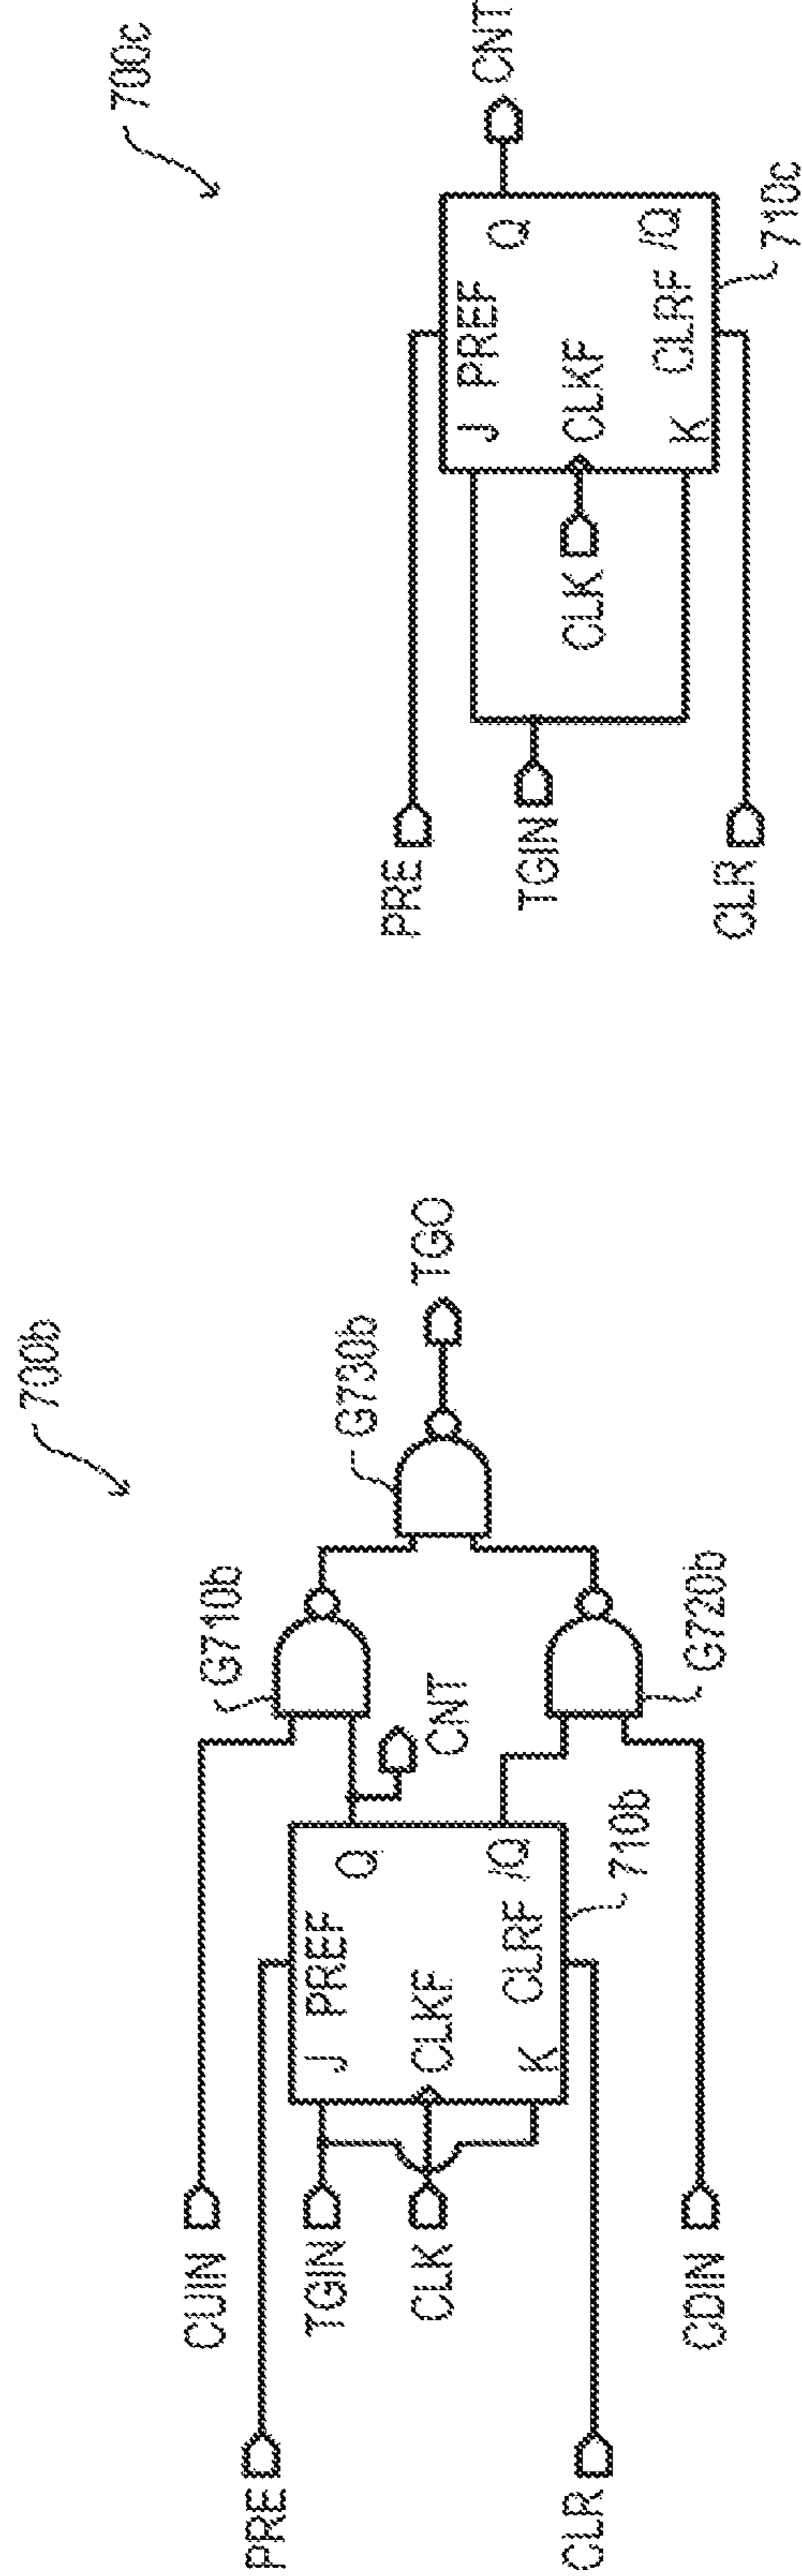 700b
CUIN
PRE
TGIN
CLK
CLR
CDIN
J
PREF
Q
CLKF
K
CLRF
/Q
710b
CNT
G710b
G720b
G730b
TGO
700c
PRE
TGIN
CLK
CLR
J
PREF
Q
CLKF
K
CLRF
/Q
710c
CNT